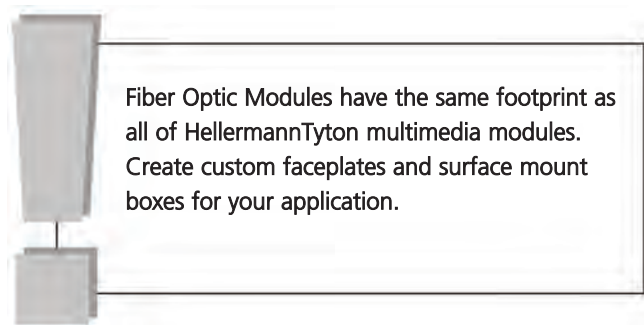 Fiber Optic Modules have the same footprint as
all of HellermannTyton multimedia modules.
Create custom faceplates and surface mount
boxes for your application.